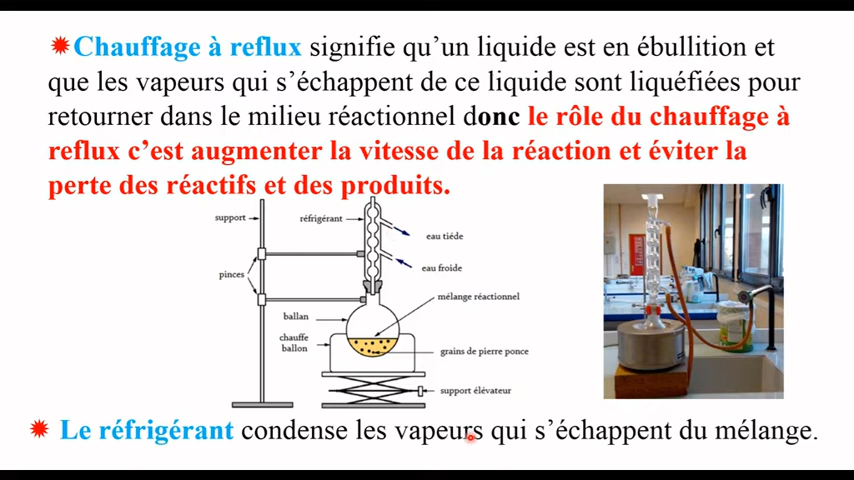 Chauffage à reflux signifie qu'un liquide est en ébullition et
que les vapeurs qui s'échappent de ce liquide sont liquéfiées pour
retourner dans le milieu réactionnel donc le rôle du chauffage à
reflux c'est augmenter la vitesse de la réaction et éviter la
perte des réactifs et des produits.
support
réfrigérant
eau tiéde
eau froide
pinces
mélange réactionnel
ballan
chauffe
ballon
grains de pierre ponce
support élévateur
Le réfrigérant condense les vapeurs qui s'échappent du mélange.